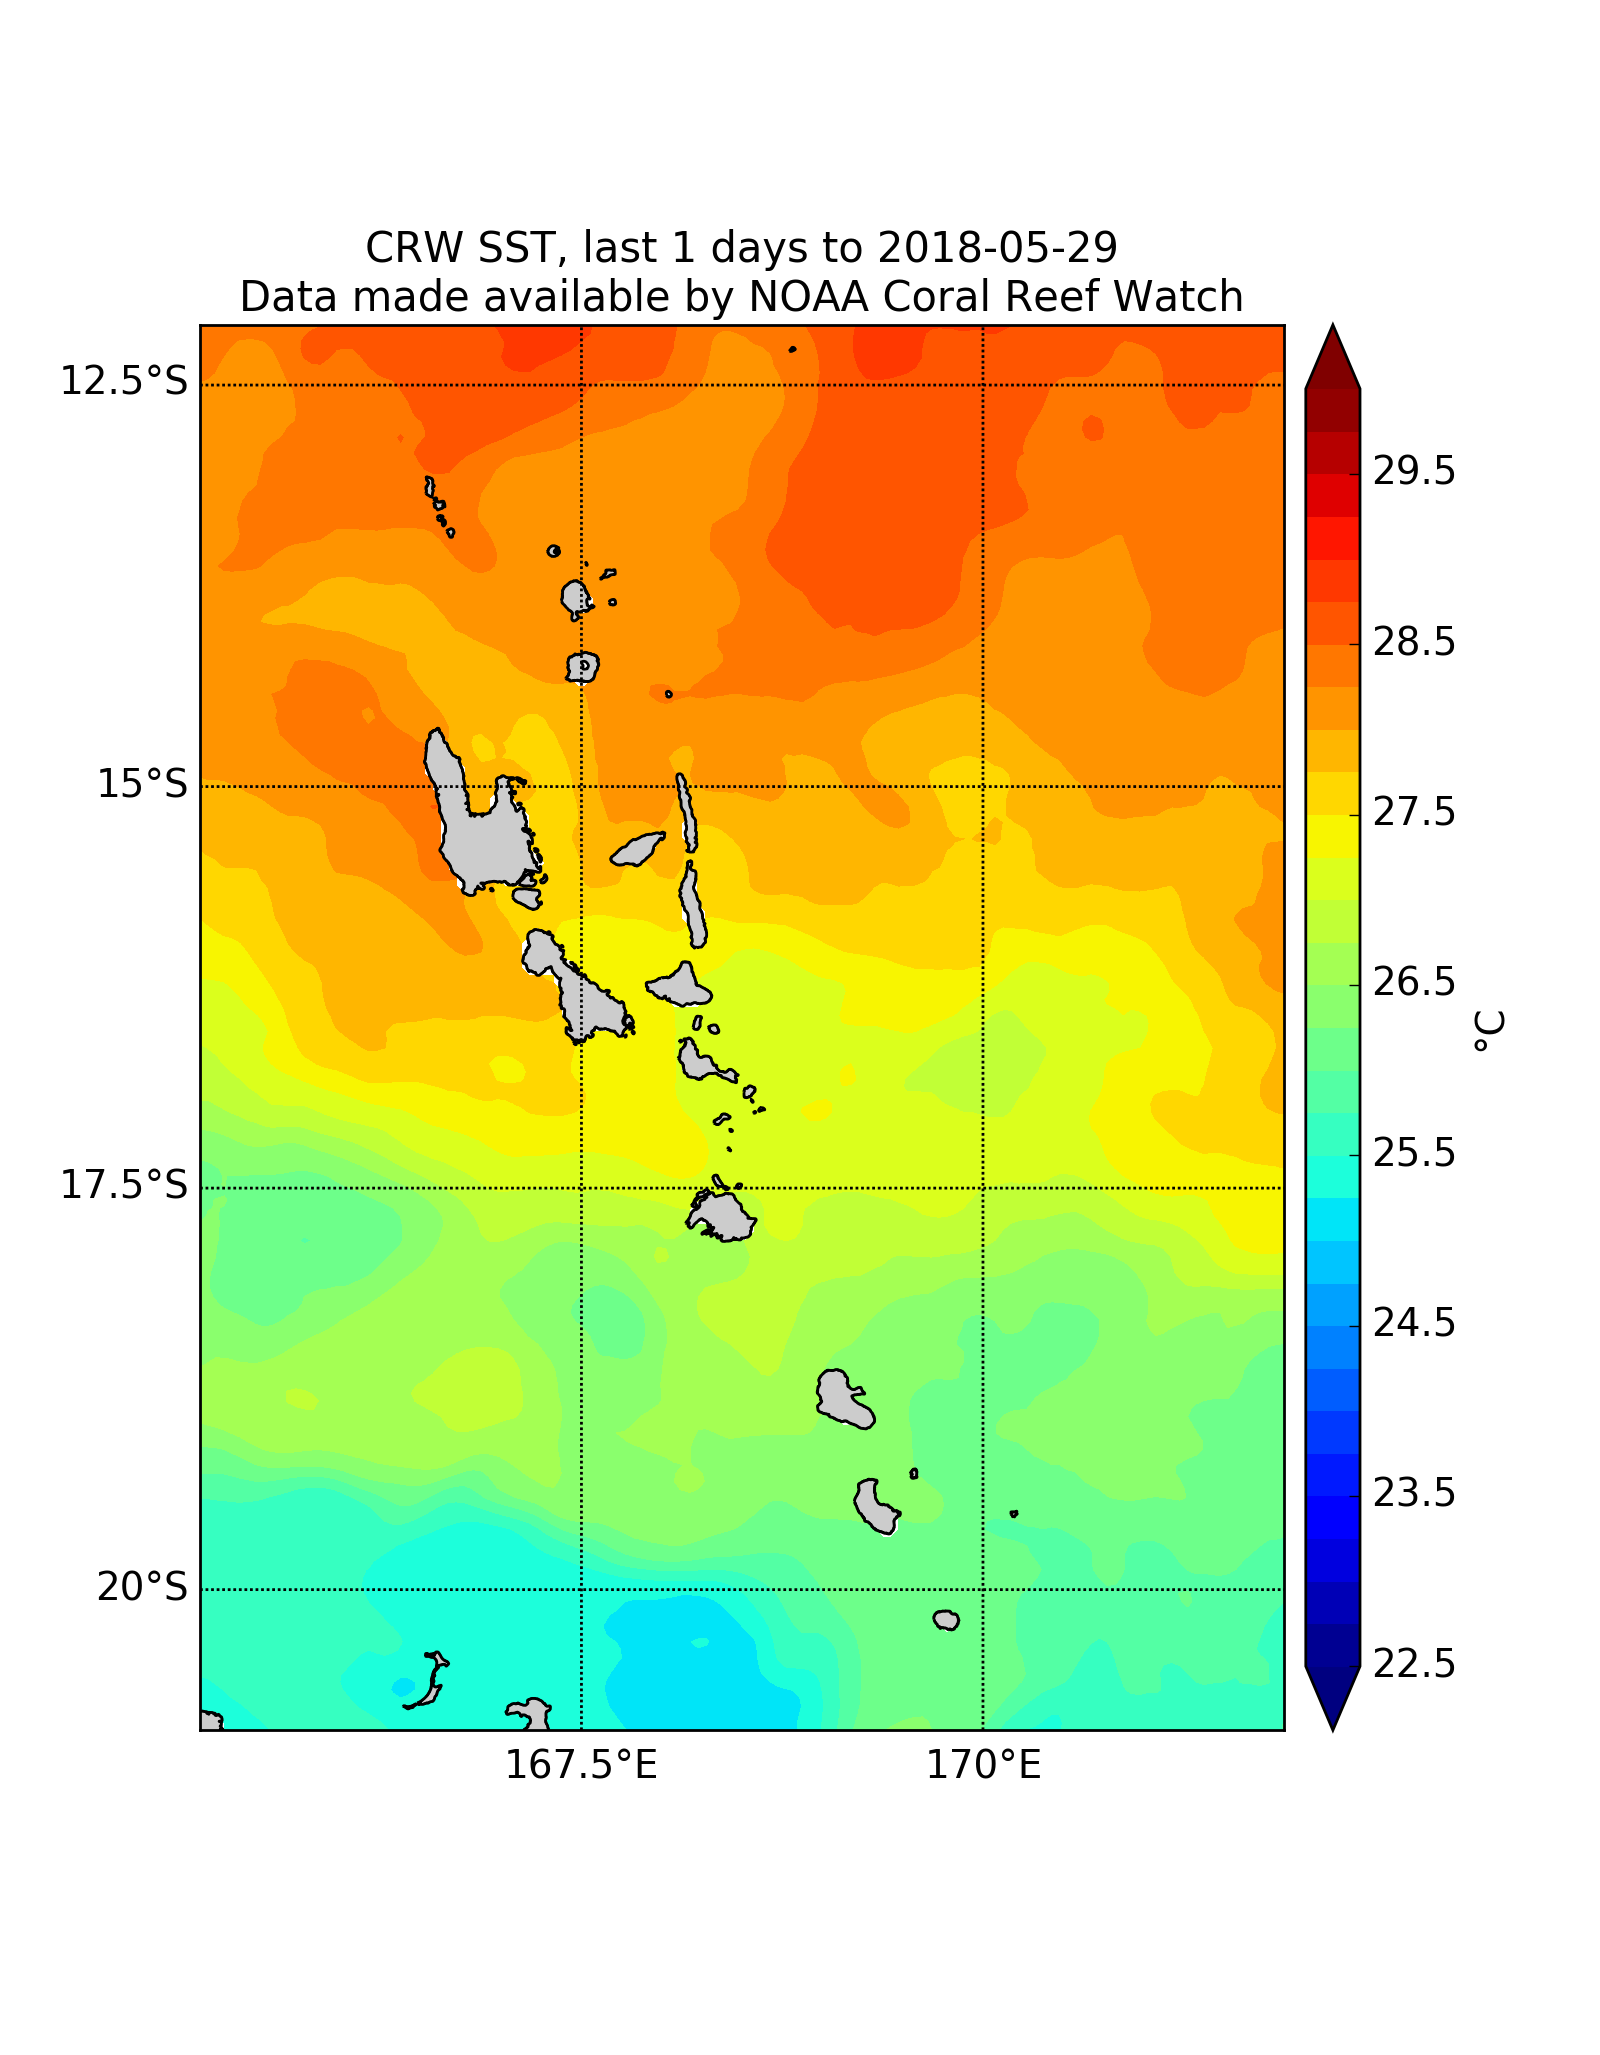 CRW SST, last 1 days to 2018-05-29
Data made available by NOAA Coral Reef Watch
12.5°S
15°S
17.5°S
20°S
167.5°E
170°E
29.5
28.5
27.5
26.5
25.5
24.5
23.5
22.5
°C